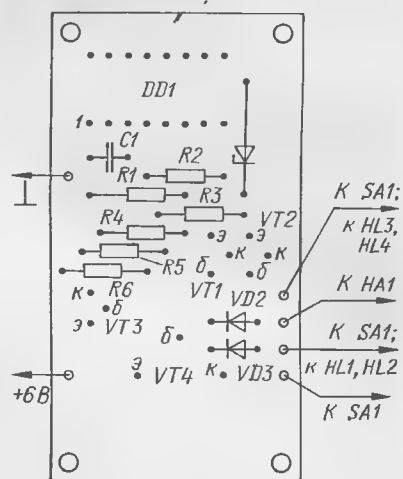 DD1
1
C1
R1
R2
R3
R4
VT2
Э Э
К К
R5
б б
VT1
R6
К
б
Э
VT3
VD2
б
Э
VT4
К
VD3
⊥
+6В
К SA1;
К HL3,
HL4
К HA1
К SA1;
К HL1, HL2
К SA1